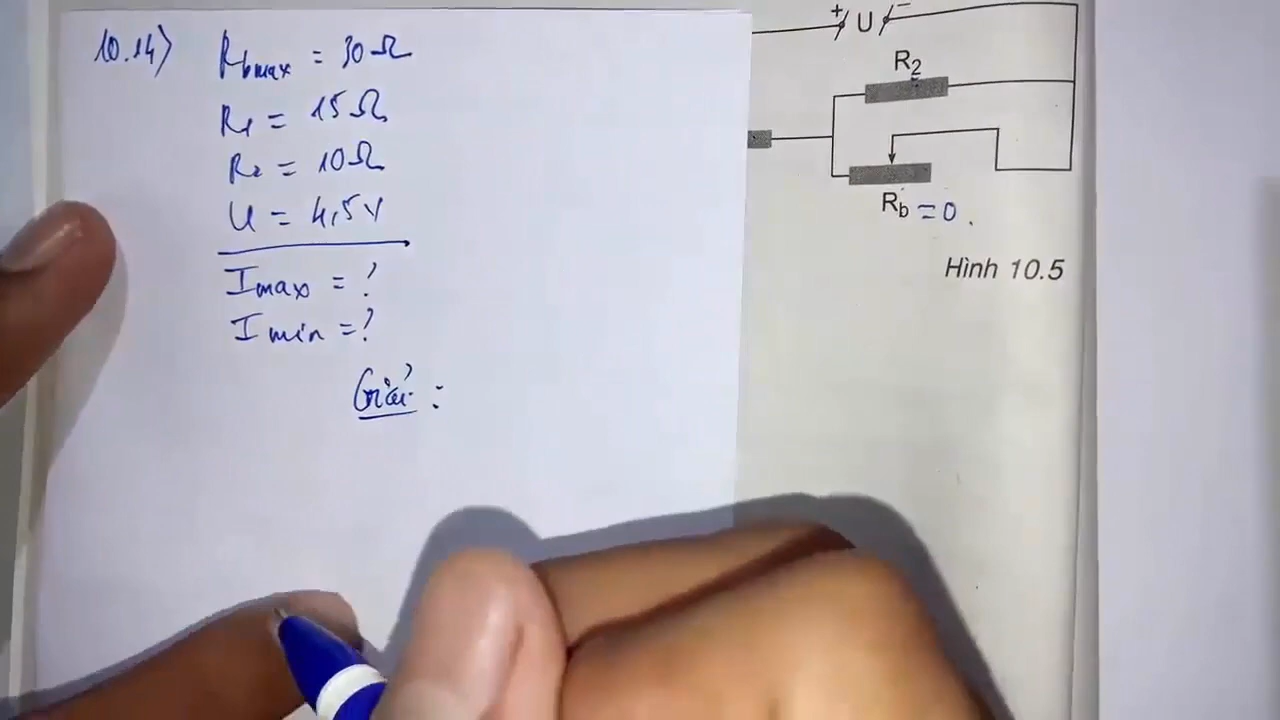 10.14) Rbmax = 30Ω
R1 = 15Ω
R2 = 10Ω
U = 4,5V
Imax = ?
Imin = ?
Giải :
+ U −
R2
Rb = 0.
Hình 10.5